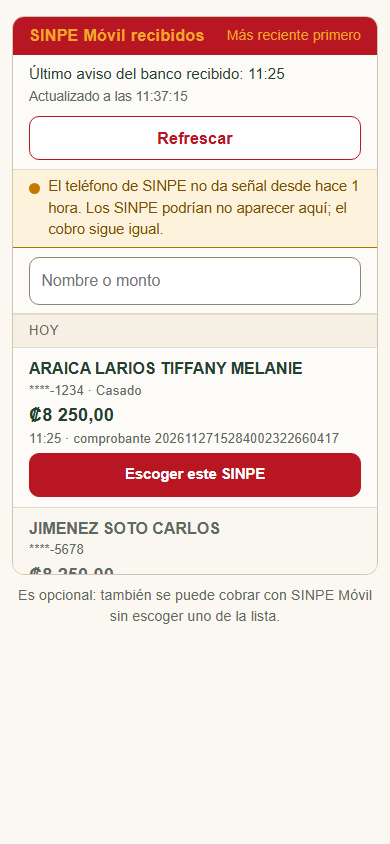 SINPE Móvil recibidos Más reciente primero
Último aviso del banco recibido: 11:25
Actualizado a las 11:37:15
Refrescar
El teléfono de SINPE no da señal desde hace 1
hora. Los SINPE podrían no aparecer aquí; el
cobro sigue igual.
Nombre o monto
HOY
ARAICA LARIOS TIFFANY MELANIE
****-1234 · Casado
₡8 250,00
11:25 · comprobante 2026112715284002322660417
Escoger este SINPE
JIMENEZ SOTO CARLOS
****-5678
₡8 250,00
Es opcional: también se puede cobrar con SINPE Móvil
sin escoger uno de la lista.